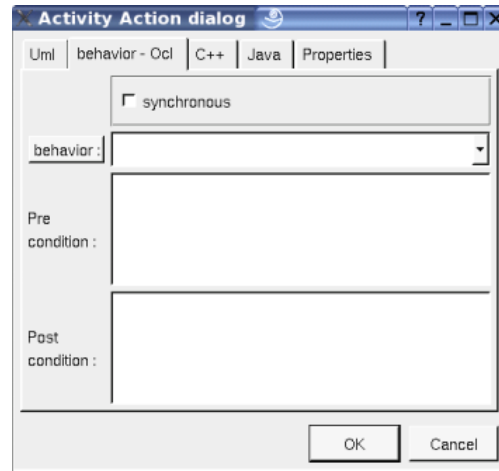 Activity Action dialog
Uml behavior - Ocl C++ Java Properties
synchronous
behavior :
Pre
condition :
Post
condition :
OK Cancel